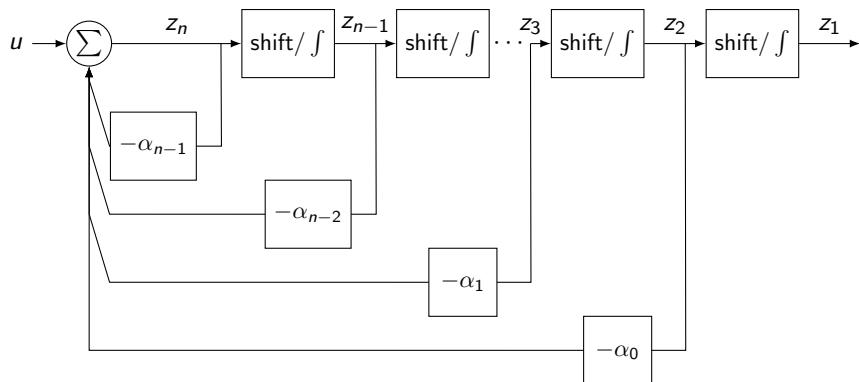 u
∑
z_n
shift/ ∫
z_{n−1}
shift/ ∫
· · ·
z_3
shift/ ∫
z_2
shift/ ∫
z_1
−α_{n−1}
−α_{n−2}
−α_1
−α_0